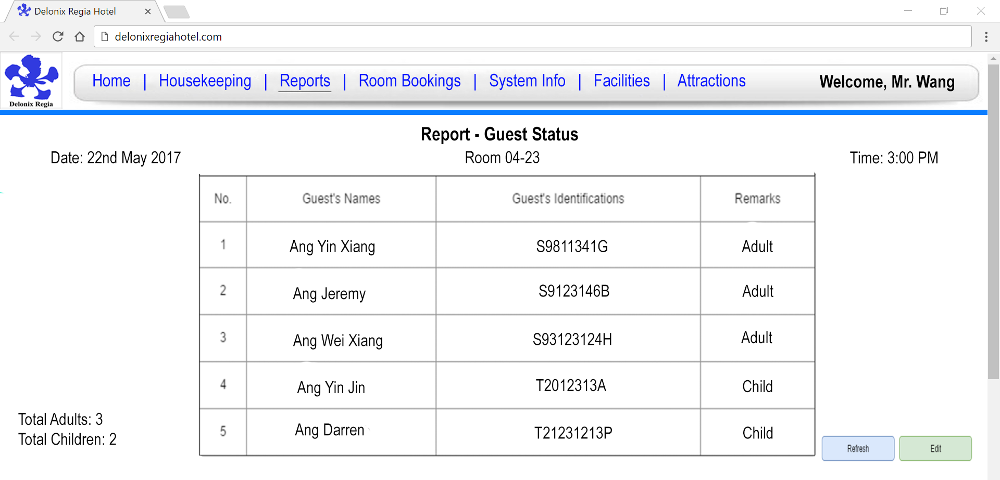 Delonix Regia Hotel
delonixregiahotel.com
Delonix Regia
Home | Housekeeping | Reports | Room Bookings | System Info | Facilities | Attractions
Welcome, Mr. Wang
Report - Guest Status
Date: 22nd May 2017
Room 04-23
Time: 3:00 PM
No. Guest's Names Guest's Identifications Remarks
1 Ang Yin Xiang S9811341G Adult
2 Ang Jeremy S9123146B Adult
3 Ang Wei Xiang S93123124H Adult
4 Ang Yin Jin T2012313A Child
5 Ang Darren T21231213P Child
Total Adults: 3
Total Children: 2
Refresh
Edit